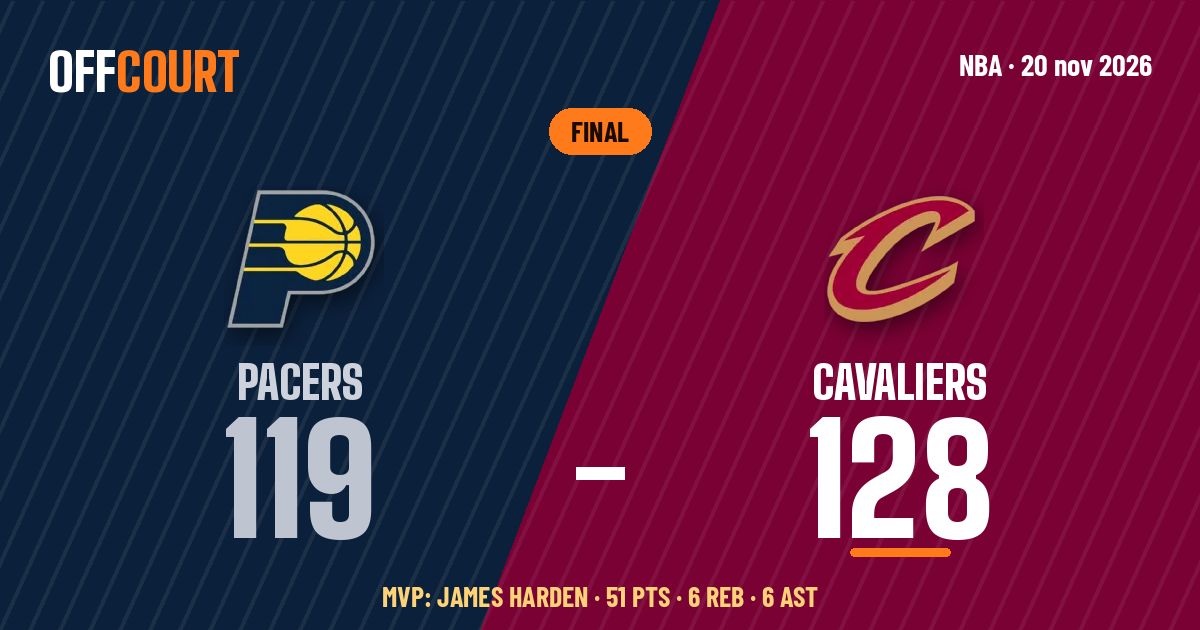 OFFCOURT
NBA · 20 nov 2026
FINAL
PACERS
CAVALIERS
119 – 128
MVP: JAMES HARDEN · 51 PTS · 6 REB · 6 AST